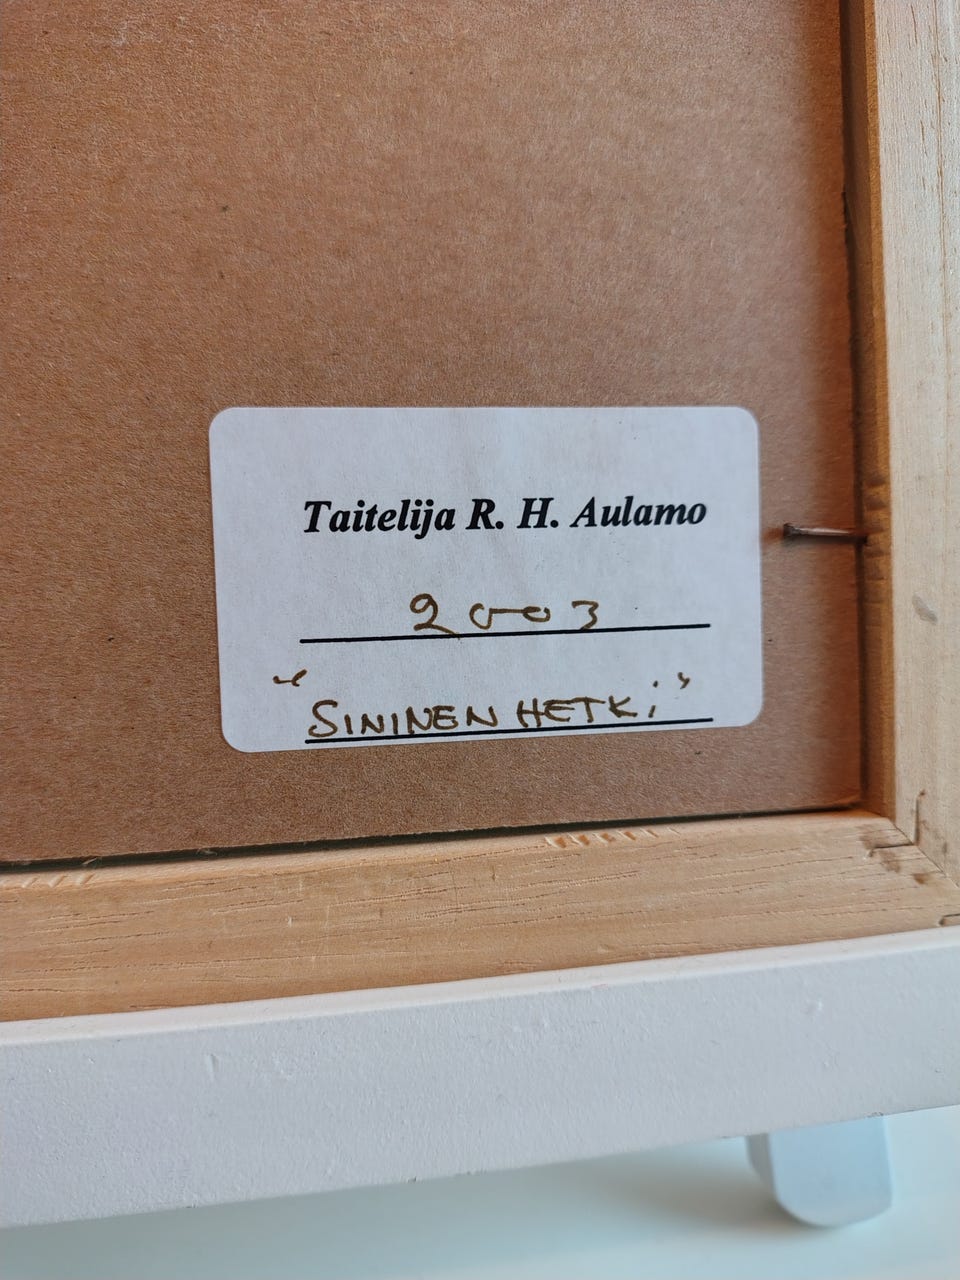 Taitelija R. H. Aulamo
2003
"SININEN HETKi"